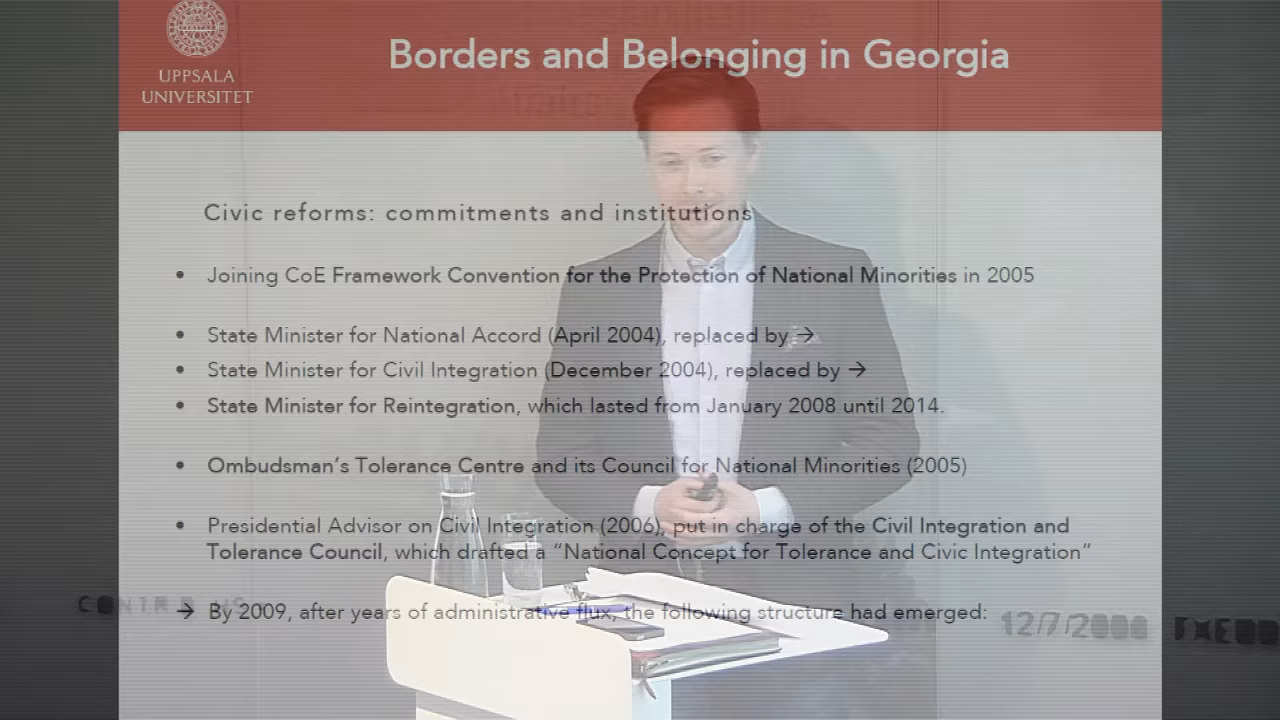 UPPSALA
UNIVERSITET
Borders and Belonging in Georgia
Civic reforms: commitments and institutions
• Joining CoE Framework Convention for the Protection of National Minorities in 2005
• State Minister for National Accord (April 2004), replaced by →
• State Minister for Civil Integration (December 2004), replaced by →
• State Minister for Reintegration, which lasted from January 2008 until 2014.
• Ombudsman's Tolerance Centre and its Council for National Minorities (2005)
• Presidential Advisor on Civil Integration (2006), put in charge of the Civil Integration and
Tolerance Council, which drafted a “National Concept for Tolerance and Civic Integration”
→ By 2009, after years of administrative flux, the following structure had emerged: